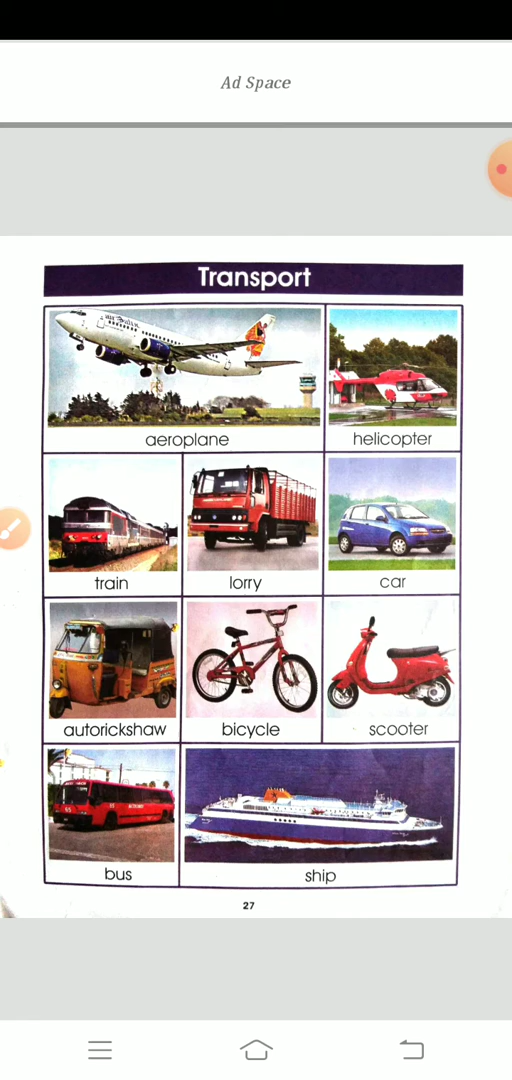 Ad Space
Transport
aeroplane
helicopter
train
lorry
car
autorickshaw
bicycle
scooter
bus
ship
27